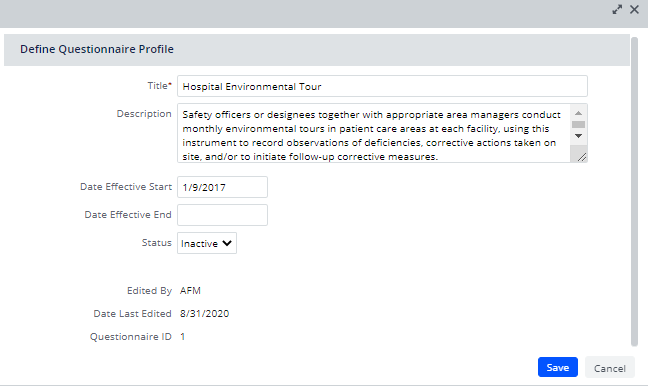 Define Questionnaire Profile
Title* Hospital Environmental Tour
Description Safety officers or designees together with appropriate area managers conduct
monthly environmental tours in patient care areas at each facility, using this
instrument to record observations of deficiencies, corrective actions taken on
site, and/or to initiate follow-up corrective measures.
Date Effective Start 1/9/2017
Date Effective End
Status Inactive
Edited By AFM
Date Last Edited 8/31/2020
Questionnaire ID 1
Save Cancel